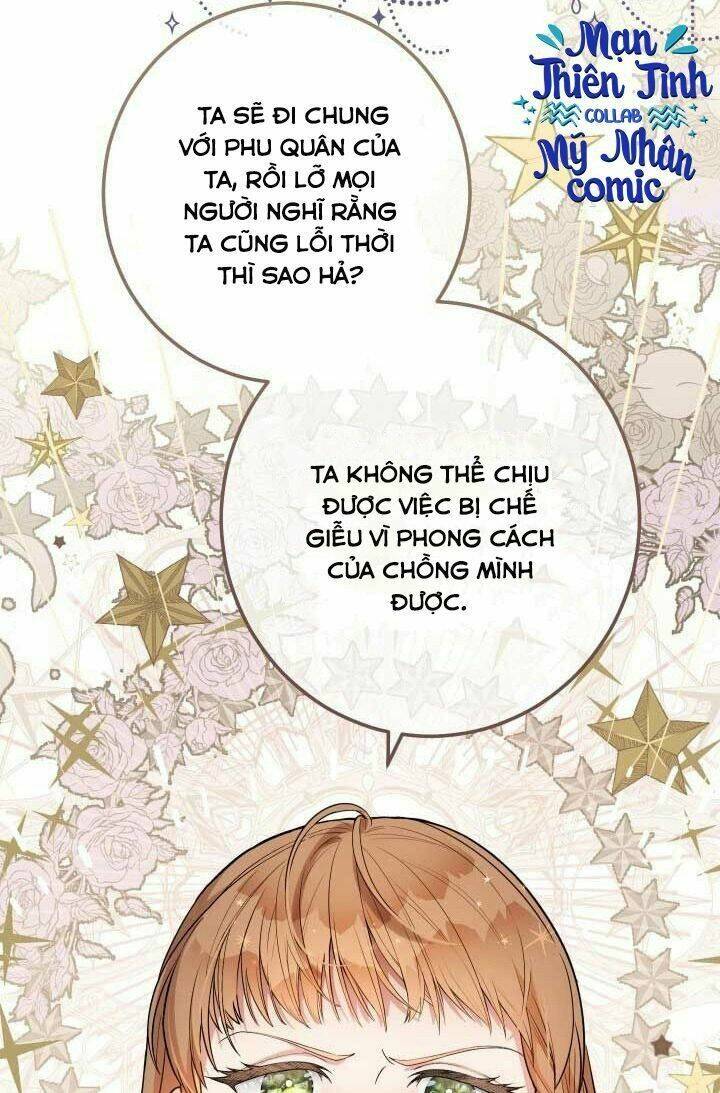 Mạn
Thiên Tinh
COLLAB
Mỹ Nhân
comic
TA SẼ ĐI CHUNG
VỚI PHU QUÂN CỦA
TA, RỒI LỠ MỌI
NGƯỜI NGHĨ RẰNG
TA CŨNG LỖI THỜI
THÌ SAO HẢ?
TA KHÔNG THỂ CHỊU
ĐƯỢC VIỆC BỊ CHẾ
GIỄU VÌ PHONG CÁCH
CỦA CHỒNG MÌNH
ĐƯỢC.